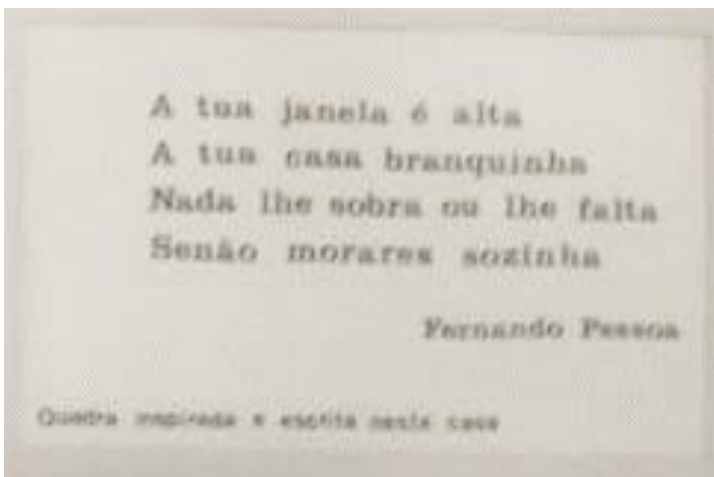 A tua janela é alta
A tua casa branquinha
Nada lhe sobra ou lhe falta
Senão morares sozinha
Fernando Pessoa
Quadra inspirada e escrita nesta casa